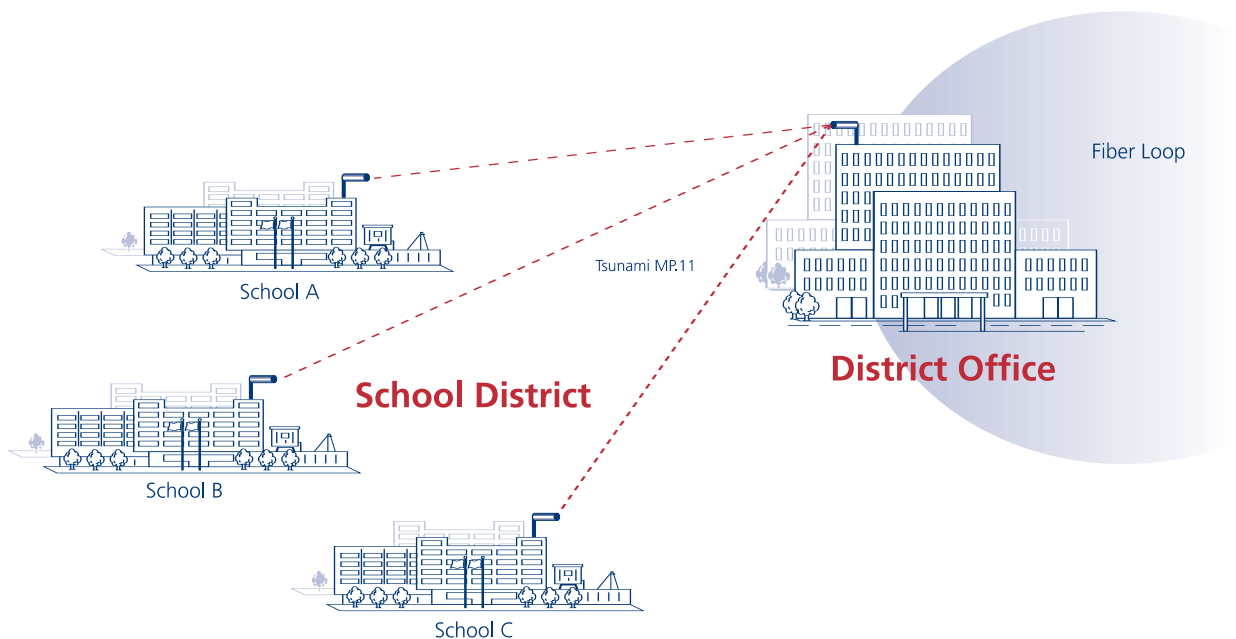 Fiber Loop
Tsunami MP.11
School A
District Office
School District
School B
School C